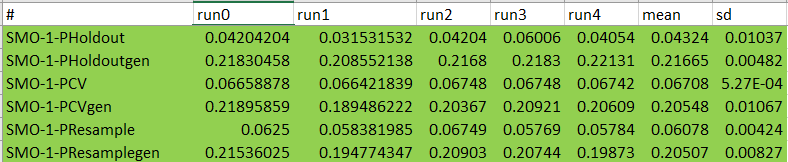 # run0 run1 run2 run3 run4 mean sd
SMO-1-PHoldout 0.04204204 0.031531532 0.04204 0.06006 0.04054 0.04324 0.01037
SMO-1-PHoldoutgen 0.21830458 0.208552138 0.2168 0.2183 0.22131 0.21665 0.00482
SMO-1-PCV 0.06658878 0.066421839 0.06748 0.06748 0.06742 0.06708 5.27E-04
SMO-1-PCVgen 0.21895859 0.189486222 0.20367 0.20921 0.20609 0.20548 0.01067
SMO-1-PResample 0.0625 0.058381985 0.06749 0.05769 0.05784 0.06078 0.00424
SMO-1-PResamplegen 0.21536025 0.194774347 0.20903 0.20744 0.19873 0.20507 0.00827